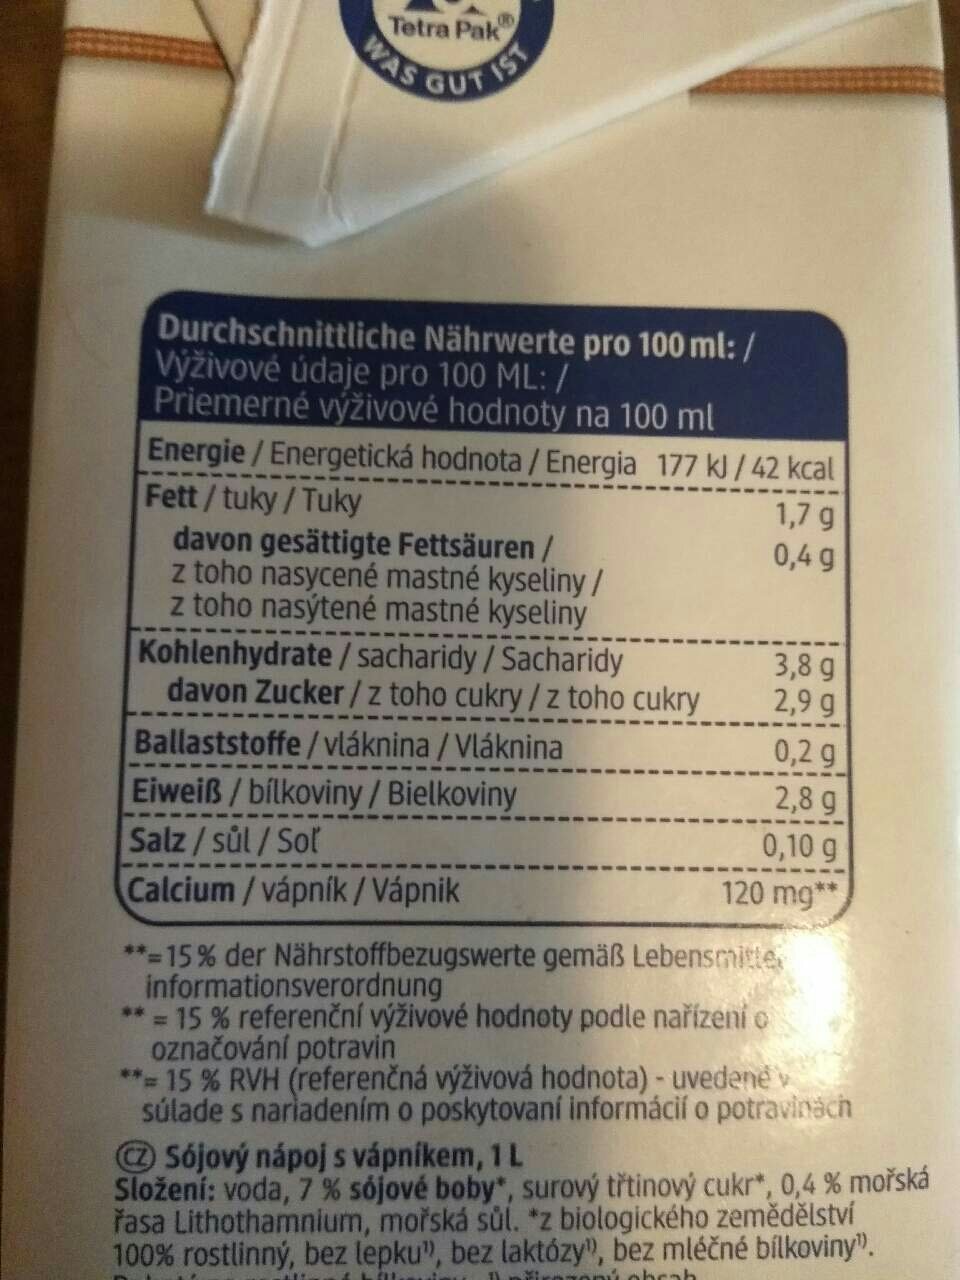 Tetra Pak®
WAS GUT IST
Durchschnittliche Nährwerte pro 100 ml: /
Výživové údaje pro 100 ML: /
Priemerné výživové hodnoty na 100 ml
Energie / Energetická hodnota / Energia 177 kJ / 42 kcal
Fett / tuky / Tuky 1,7 g
davon gesättigte Fettsäuren / 0,4 g
z toho nasycené mastné kyseliny /
z toho nasýtené mastné kyseliny
Kohlenhydrate / sacharidy / Sacharidy 3,8 g
davon Zucker / z toho cukry / z toho cukry 2,9 g
Ballaststoffe / vláknina / Vláknina 0,2 g
Eiweiß / bílkoviny / Bielkoviny 2,8 g
Salz / sůl / Soľ 0,10 g
Calcium / vápník / Vápnik 120 mg**
**= 15 % der Nährstoffbezugswerte gemäß Lebensmittel
informationsverordnung
** = 15 % referenční výživové hodnoty podle nařízení o
označování potravin
**= 15 % RVH (referenčná výživová hodnota) - uvedené v
súlade s nariadením o poskytovaní informácií o potravinách
CZ Sójový nápoj s vápníkem, 1 L
Složení: voda, 7 % sójové boby*, surový třtinový cukr*, 0,4 % mořská
řasa Lithothamnium, mořská sůl. *z biologického zemědělství
100% rostlinný, bez lepku¹⁾, bez laktózy¹⁾, bez mléčné bílkoviny¹⁾.